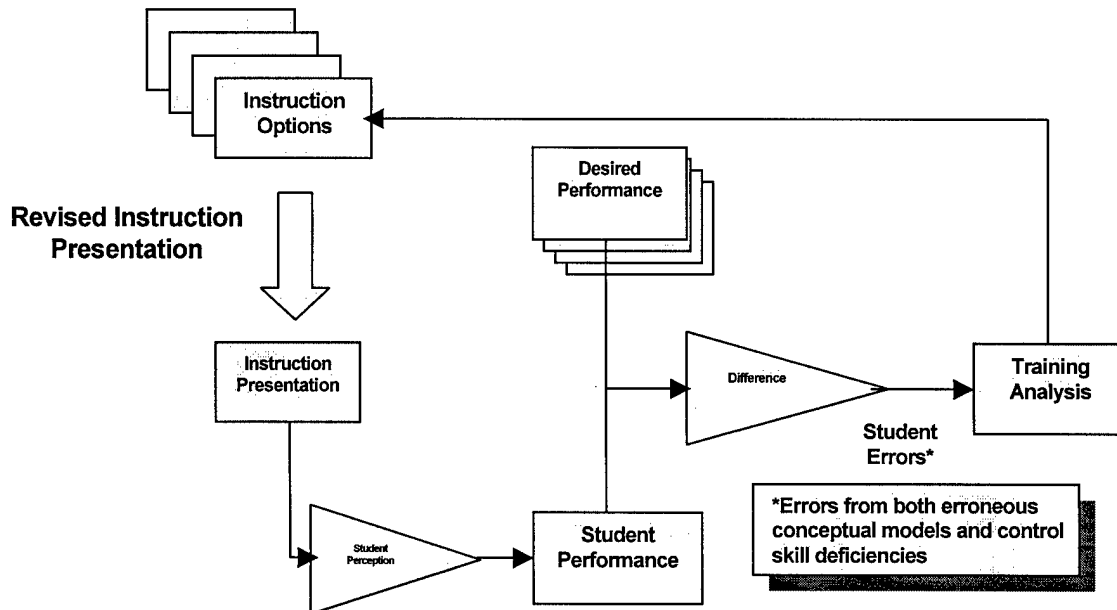 Instruction
Options
Desired
Performance
Revised Instruction
Presentation
Instruction
Presentation
Difference
Training
Analysis
Student
Errors*
Student
Perception
Student
Performance
*Errors from both erroneous
conceptual models and control
skill deficiencies